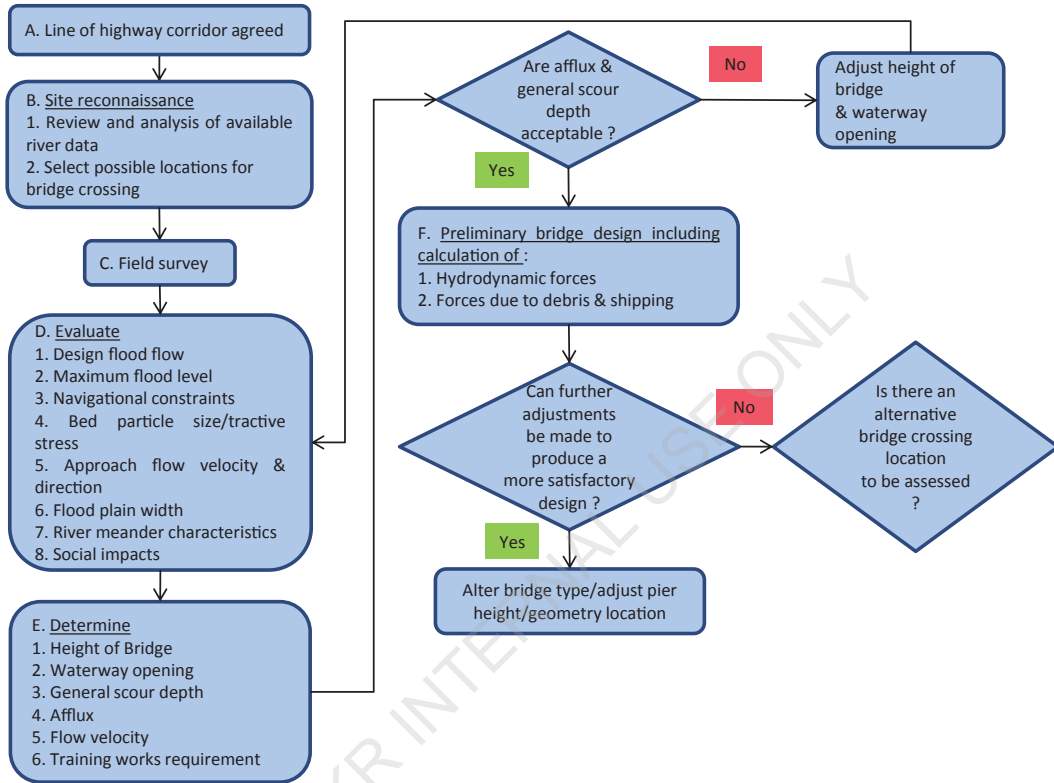 A. Line of highway corridor agreed
B. Site reconnaissance
1. Review and analysis of available
river data
2. Select possible locations for
bridge crossing
C. Field survey
D. Evaluate
1. Design flood flow
2. Maximum flood level
3. Navigational constraints
4. Bed particle size/tractive
stress
5. Approach flow velocity &
direction
6. Flood plain width
7. River meander characteristics
8. Social impacts
E. Determine
1. Height of Bridge
2. Waterway opening
3. General scour depth
4. Afflux
5. Flow velocity
6. Training works requirement
Are afflux &
general scour
depth
acceptable ?
No
Adjust height of
bridge
& waterway
opening
Yes
F. Preliminary bridge design including
calculation of :
1. Hydrodynamic forces
2. Forces due to debris & shipping
Can further
adjustments
be made to
produce a
more satisfactory
design ?
No
Is there an
alternative
bridge crossing
location
to be assessed
?
Yes
Alter bridge type/adjust pier
height/geometry location
KR INTERNAL USE ONLY